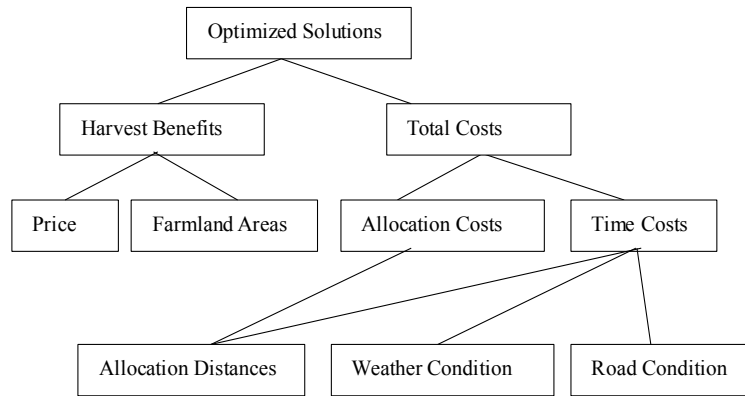 Optimized Solutions
Harvest Benefits
Total Costs
Price
Farmland Areas
Allocation Costs
Time Costs
Allocation Distances
Weather Condition
Road Condition